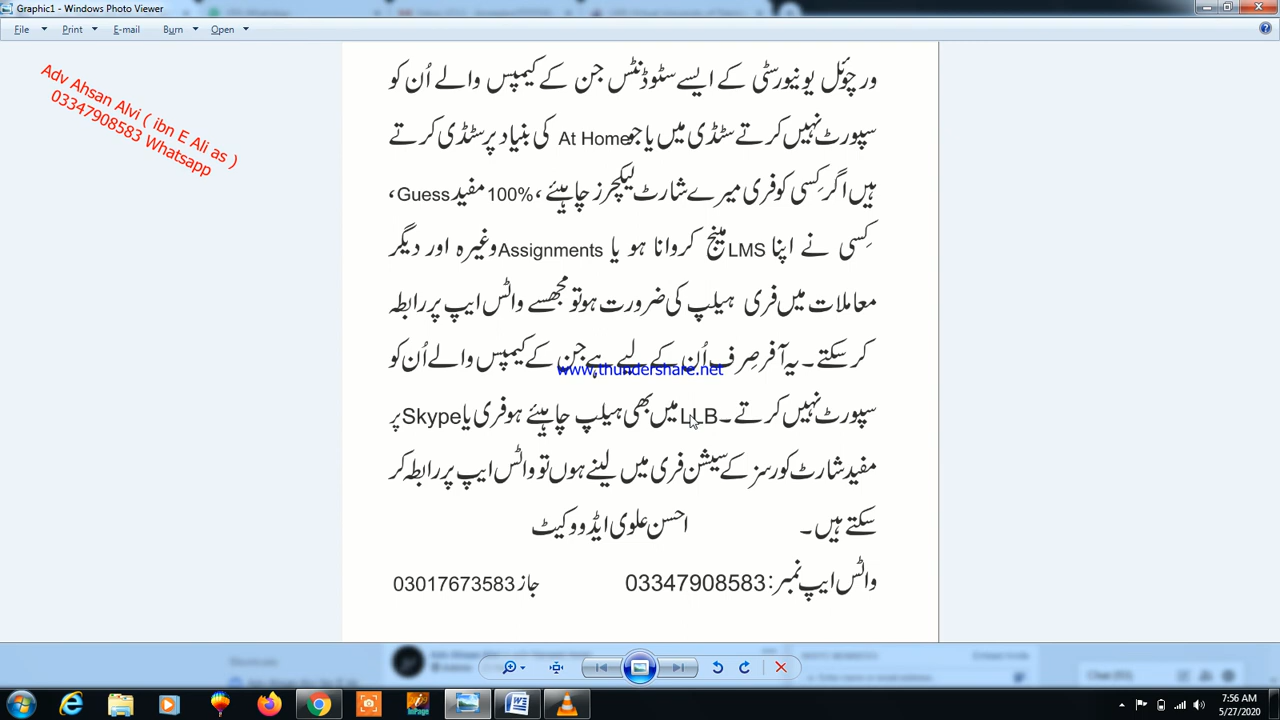 Graphic1 - Windows Photo Viewer
File Print E-mail Burn Open
Adv Ahsan Alvi ( ibn E Ali as )
03347908583 Whatsapp
ورچوئل یونیورسٹی کے ایسے سٹوڈنٹس جن کے کیمپس والے اُن کو
سپورٹ نہیں کرتے سٹڈی میں یا جو At Home کی بنیاد پر سٹڈی کرتے
ہیں اگر کِسی کو فری میرے شارٹ لیکچرز چاہیئے ، 100% مفید Guess ،
کِسی نے اپنا LMS مینج کروانا ہو یا Assignments وغیرہ اور دیگر
معاملات میں فری ہیلپ کی ضرورت ہو تو مجھسے واٹس ایپ پر رابطہ
کر سکتے ۔ یہ آفر صِرف اُن کے لیے ہے جن کے کیمپس والے اُن کو
www.thundershare.net
سپورٹ نہیں کرتے ۔ LLB میں بھی ہیلپ چاہیئے ہو فری یا Skype پر
مفید شارٹ کورسز کے سیشن فری میں لینے ہوں تو واٹس ایپ پر رابطہ کر
سکتے ہیں ۔ احسن علوی ایڈووکیٹ
واٹس ایپ نمبر : 03347908583 جاز 03017673583
7:56 AM
5/27/2020